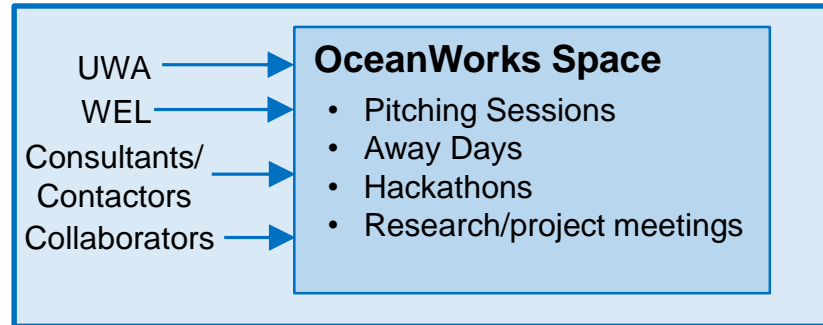 UWA
WEL
Consultants/
Contactors
Collaborators
OceanWorks Space
• Pitching Sessions
• Away Days
• Hackathons
• Research/project meetings